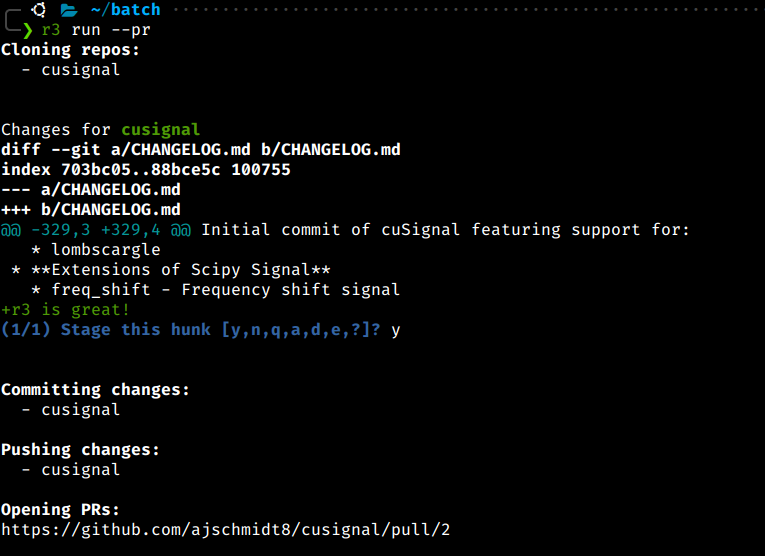 ~/batch
❯ r3 run --pr
Cloning repos:
  - cusignal
Changes for cusignal
diff --git a/CHANGELOG.md b/CHANGELOG.md
index 703bc05..88bce5c 100755
--- a/CHANGELOG.md
+++ b/CHANGELOG.md
@@ -329,3 +329,4 @@ Initial commit of cuSignal featuring support for:
   * lombscargle
 * **Extensions of Scipy Signal**
   * freq_shift - Frequency shift signal
+r3 is great!
(1/1) Stage this hunk [y,n,q,a,d,e,?]? y
Committing changes:
  - cusignal
Pushing changes:
  - cusignal
Opening PRs:
https://github.com/ajschmidt8/cusignal/pull/2